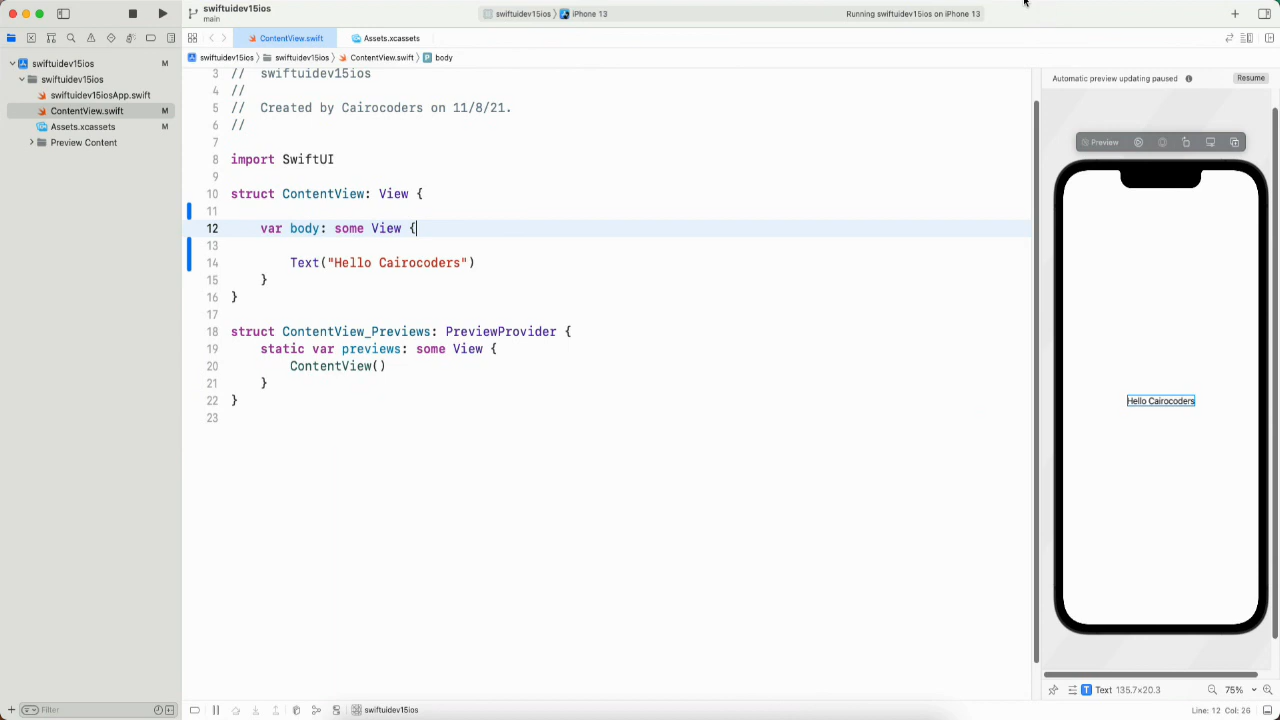 swiftuidev15ios
main
swiftuidev15ios
iPhone 13
Running swiftuidev15ios on iPhone 13
ContentView.swift
Assets.xcassets
swiftuidev15ios
M
swiftuidev15ios
swiftuidev15iosApp.swift
ContentView.swift
M
Assets.xcassets
M
Preview Content
swiftuidev15ios
swiftuidev15ios
ContentView.swift
body
3 //  swiftuidev15ios
4 //
5 //  Created by Cairocoders on 11/8/21.
6 //
7
8 import SwiftUI
9
10 struct ContentView: View {
11
12     var body: some View {
13
14         Text("Hello Cairocoders")
15     }
16 }
17
18 struct ContentView_Previews: PreviewProvider {
19     static var previews: some View {
20         ContentView()
21     }
22 }
23
Automatic preview updating paused
Resume
Preview
Hello Cairocoders
Text 135.7×20.3
75%
Filter
swiftuidev15ios
Line: 12 Col: 26